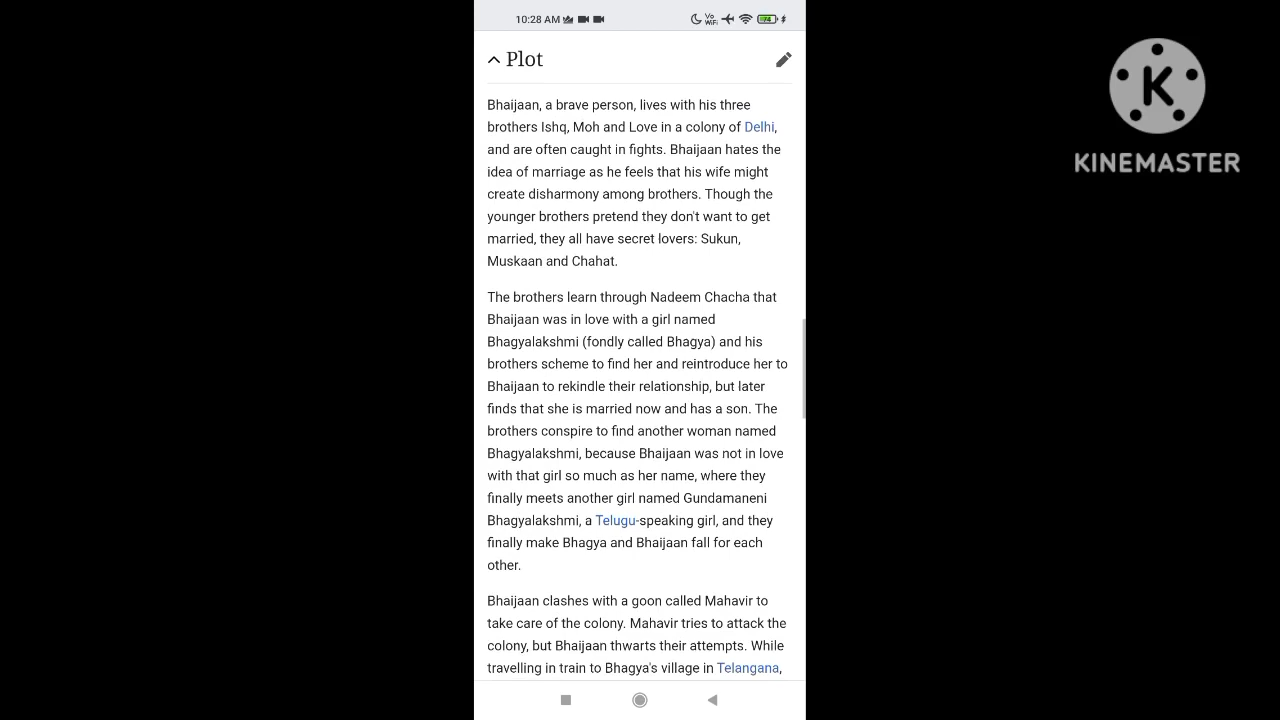 10:28 AM
Vo
WiFi
74
Plot
Bhaijaan, a brave person, lives with his three
brothers Ishq, Moh and Love in a colony of Delhi,
and are often caught in fights. Bhaijaan hates the
idea of marriage as he feels that his wife might
create disharmony among brothers. Though the
younger brothers pretend they don't want to get
married, they all have secret lovers: Sukun,
Muskaan and Chahat.
The brothers learn through Nadeem Chacha that
Bhaijaan was in love with a girl named
Bhagyalakshmi (fondly called Bhagya) and his
brothers scheme to find her and reintroduce her to
Bhaijaan to rekindle their relationship, but later
finds that she is married now and has a son. The
brothers conspire to find another woman named
Bhagyalakshmi, because Bhaijaan was not in love
with that girl so much as her name, where they
finally meets another girl named Gundamaneni
Bhagyalakshmi, a Telugu-speaking girl, and they
finally make Bhagya and Bhaijaan fall for each
other.
Bhaijaan clashes with a goon called Mahavir to
take care of the colony. Mahavir tries to attack the
colony, but Bhaijaan thwarts their attempts. While
travelling in train to Bhagya's village in Telangana,
K
KINEMASTER